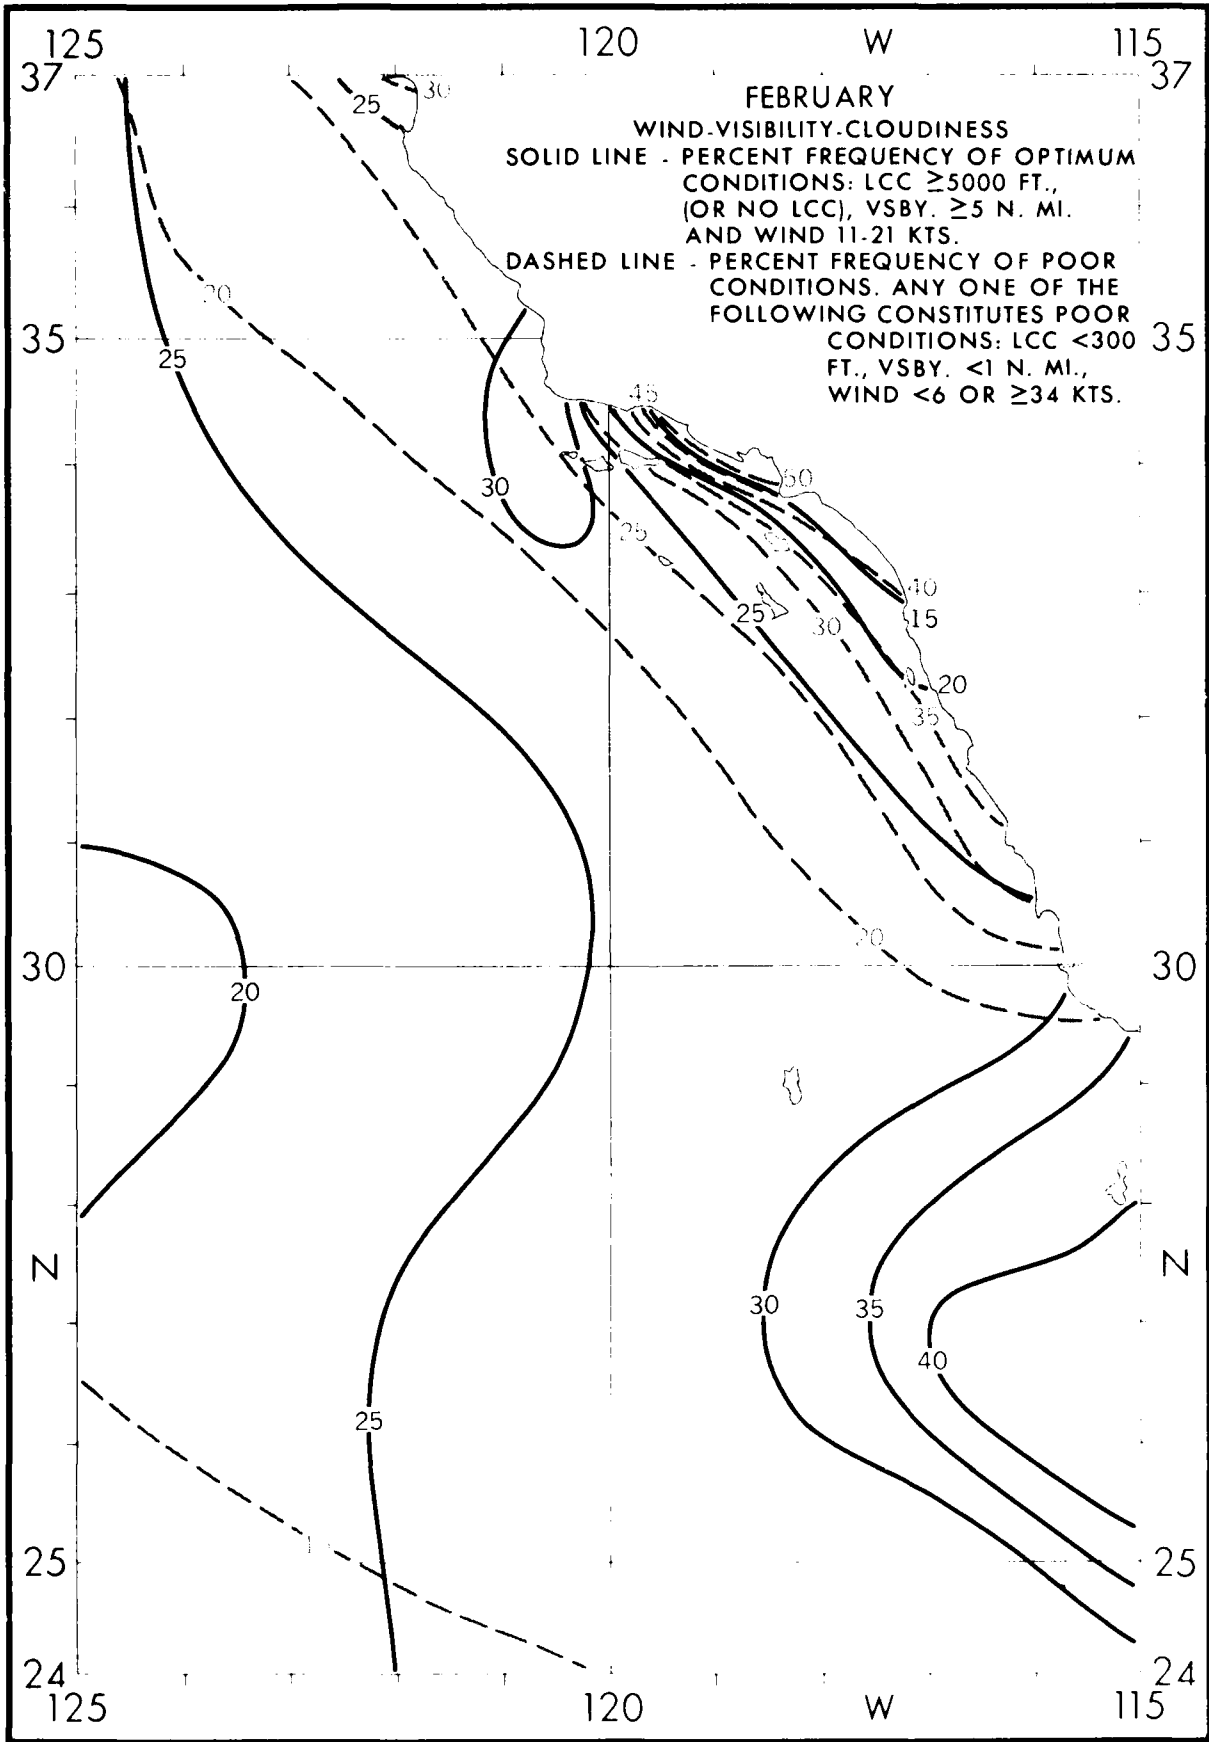 125 120 W 115
37 37
30
25
FEBRUARY
WIND-VISIBILITY-CLOUDINESS
SOLID LINE - PERCENT FREQUENCY OF OPTIMUM
CONDITIONS: LCC ≥5000 FT.,
(OR NO LCC), VSBY. ≥5 N. MI.
AND WIND 11-21 KTS.
DASHED LINE - PERCENT FREQUENCY OF POOR
CONDITIONS. ANY ONE OF THE
FOLLOWING CONSTITUTES POOR
CONDITIONS: LCC <300
FT., VSBY. <1 N. MI.,
WIND <6 OR ≥34 KTS.
20
35 35
25
45
30
50
25
40
25
15
30
20
35
20
30 30
20
N N
30 35
40
25
25 25
24 24
125 120 W 115